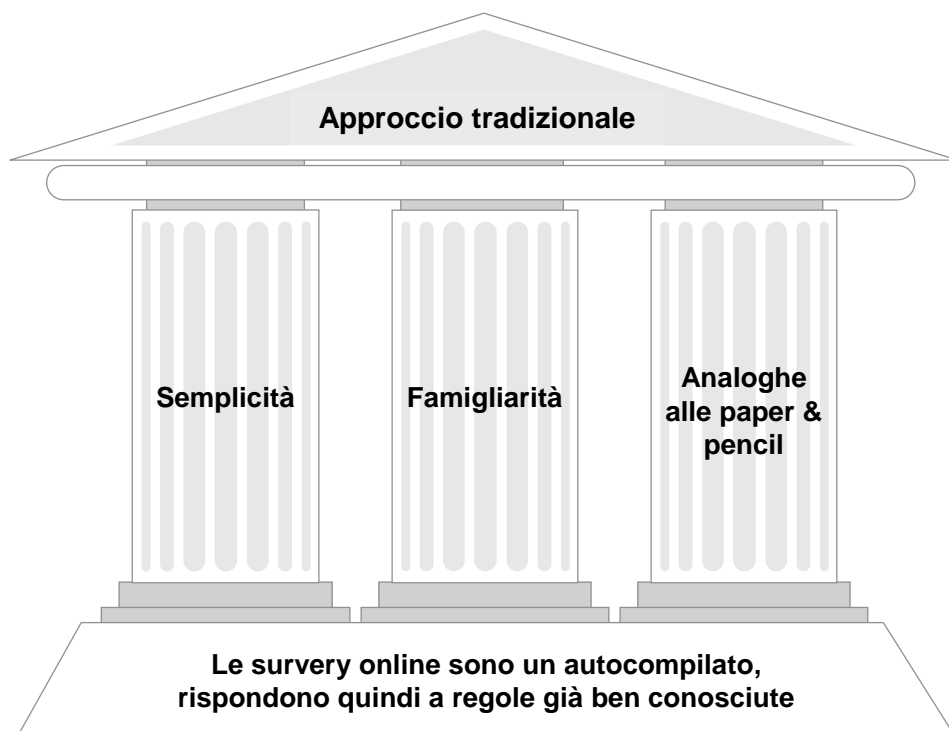 Approccio tradizionale
Semplicità
Famigliarità
Analoghe
alle paper &
pencil
Le survery online sono un autocompilato,
rispondono quindi a regole già ben conosciute